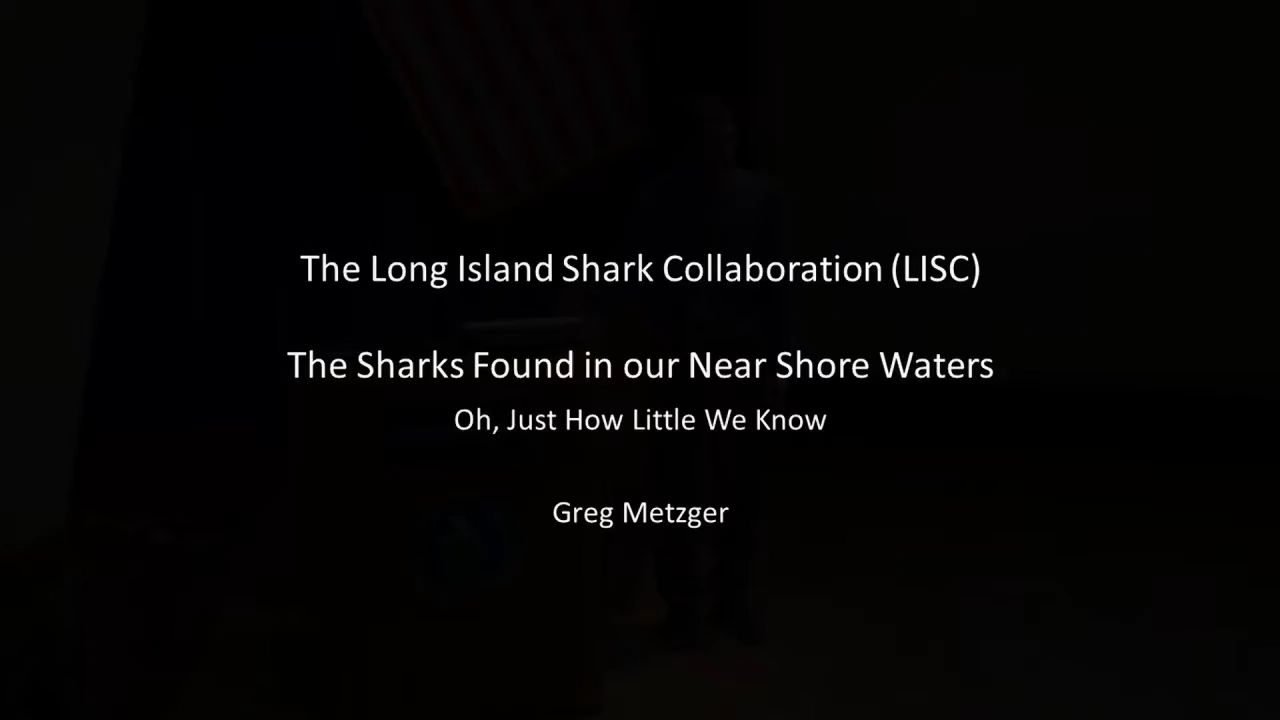 The Long Island Shark Collaboration (LISC)
The Sharks Found in our Near Shore Waters
Oh, Just How Little We Know
Greg Metzger